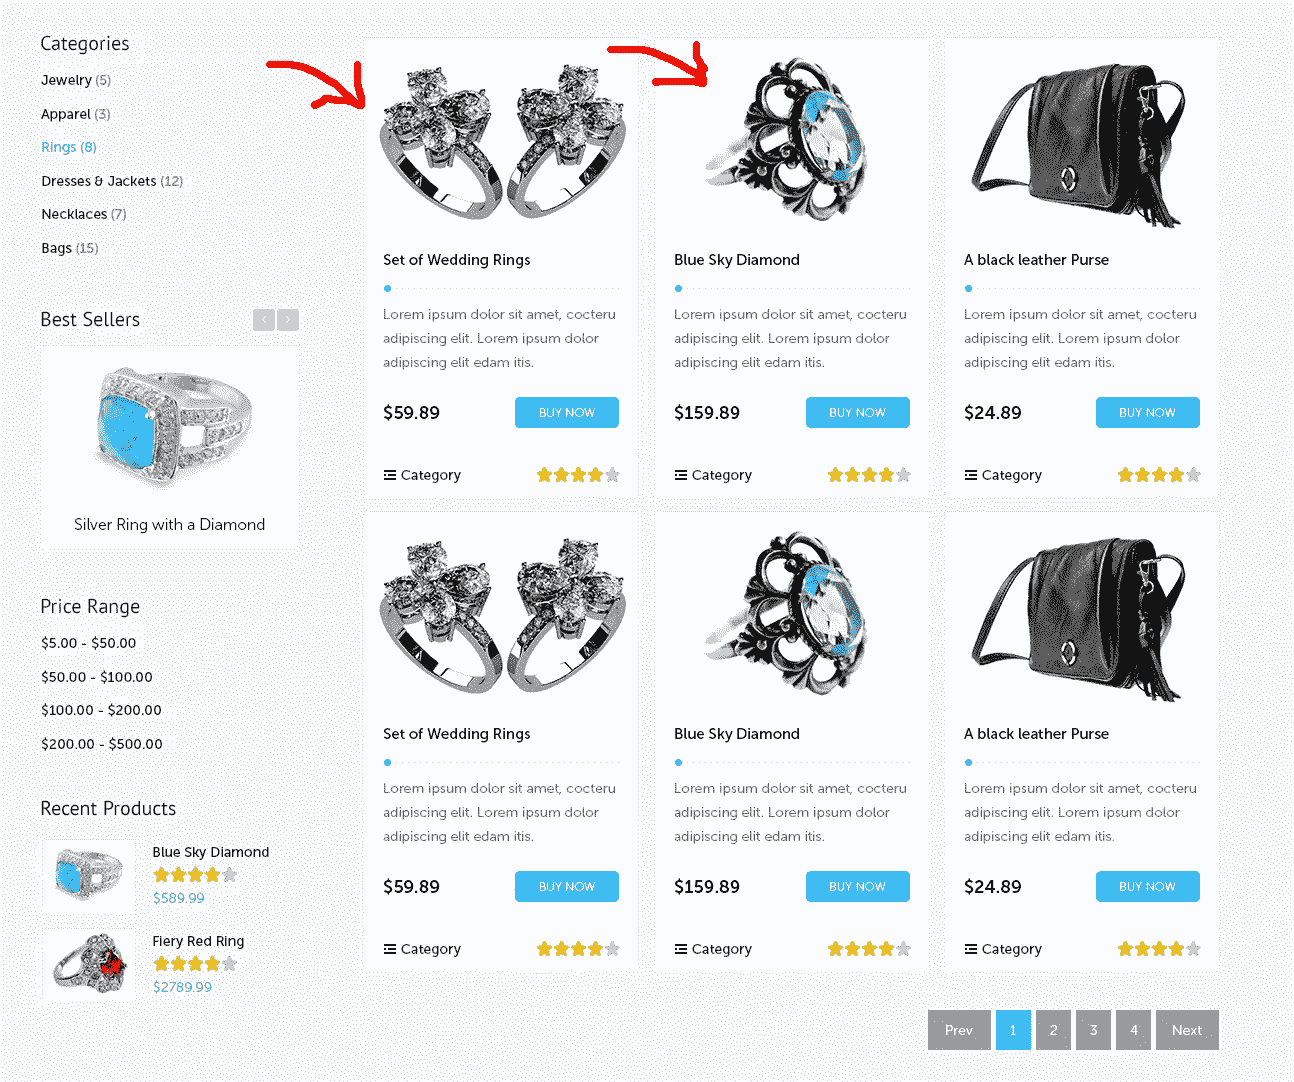 Categories
Jewelry (5)
Apparel (3)
Rings (8)
Dresses & Jackets (12)
Necklaces (7)
Bags (15)
Best Sellers
Silver Ring with a Diamond
Price Range
$5.00 - $50.00
$50.00 - $100.00
$100.00 - $200.00
$200.00 - $500.00
Recent Products
Blue Sky Diamond
$589.99
Fiery Red Ring
$2789.99
Set of Wedding Rings
Lorem ipsum dolor sit amet, cocteru
adipiscing elit. Lorem ipsum dolor
adipiscing elit edam itis.
$59.89 BUY NOW
Category
Blue Sky Diamond
Lorem ipsum dolor sit amet, cocteru
adipiscing elit. Lorem ipsum dolor
adipiscing elit edam itis.
$159.89 BUY NOW
Category
A black leather Purse
Lorem ipsum dolor sit amet, cocteru
adipiscing elit. Lorem ipsum dolor
adipiscing elit edam itis.
$24.89 BUY NOW
Category
Set of Wedding Rings
Lorem ipsum dolor sit amet, cocteru
adipiscing elit. Lorem ipsum dolor
adipiscing elit edam itis.
$59.89 BUY NOW
Category
Blue Sky Diamond
Lorem ipsum dolor sit amet, cocteru
adipiscing elit. Lorem ipsum dolor
adipiscing elit edam itis.
$159.89 BUY NOW
Category
A black leather Purse
Lorem ipsum dolor sit amet, cocteru
adipiscing elit. Lorem ipsum dolor
adipiscing elit edam itis.
$24.89 BUY NOW
Category
Prev 1 2 3 4 Next